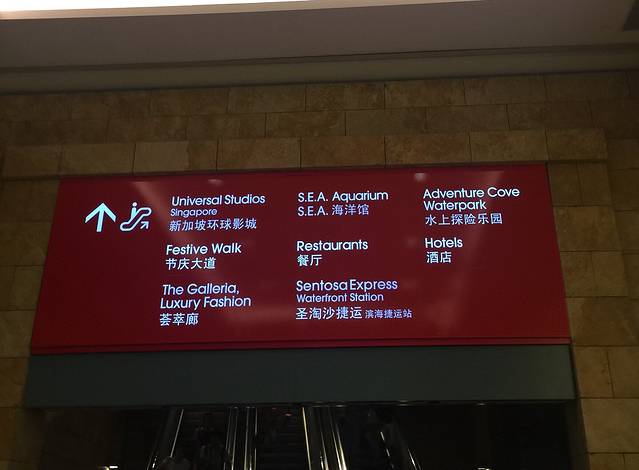 Universal Studios
Singapore
新加坡环球影城
S.E.A. Aquarium
S.E.A. 海洋馆
Adventure Cove
Waterpark
水上探险乐园
Festive Walk
节庆大道
Restaurants
餐厅
Hotels
酒店
The Galleria,
Luxury Fashion
荟萃廊
Sentosa Express
Waterfront Station
圣淘沙捷运 滨海捷运站